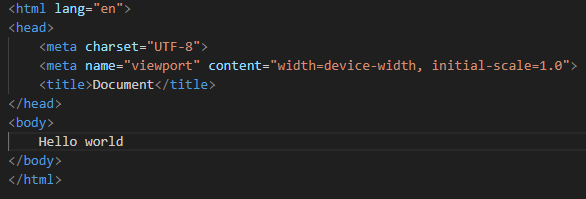 <html lang="en">
<head>
    <meta charset="UTF-8">
    <meta name="viewport" content="width=device-width, initial-scale=1.0">
    <title>Document</title>
</head>
<body>
    Hello world
</body>
</html>